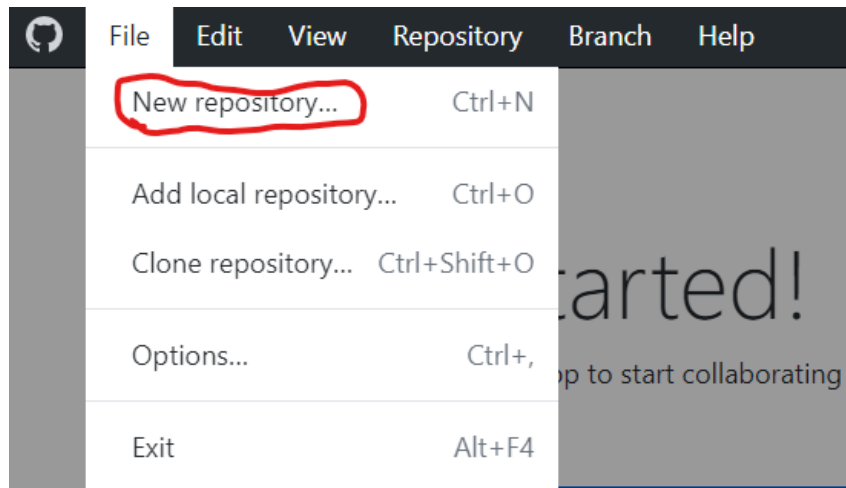 File Edit View Repository Branch Help
New repository... Ctrl+N
Add local repository... Ctrl+O
Clone repository... Ctrl+Shift+O
tarted!
Options... Ctrl+,
pp to start collaborating
Exit Alt+F4